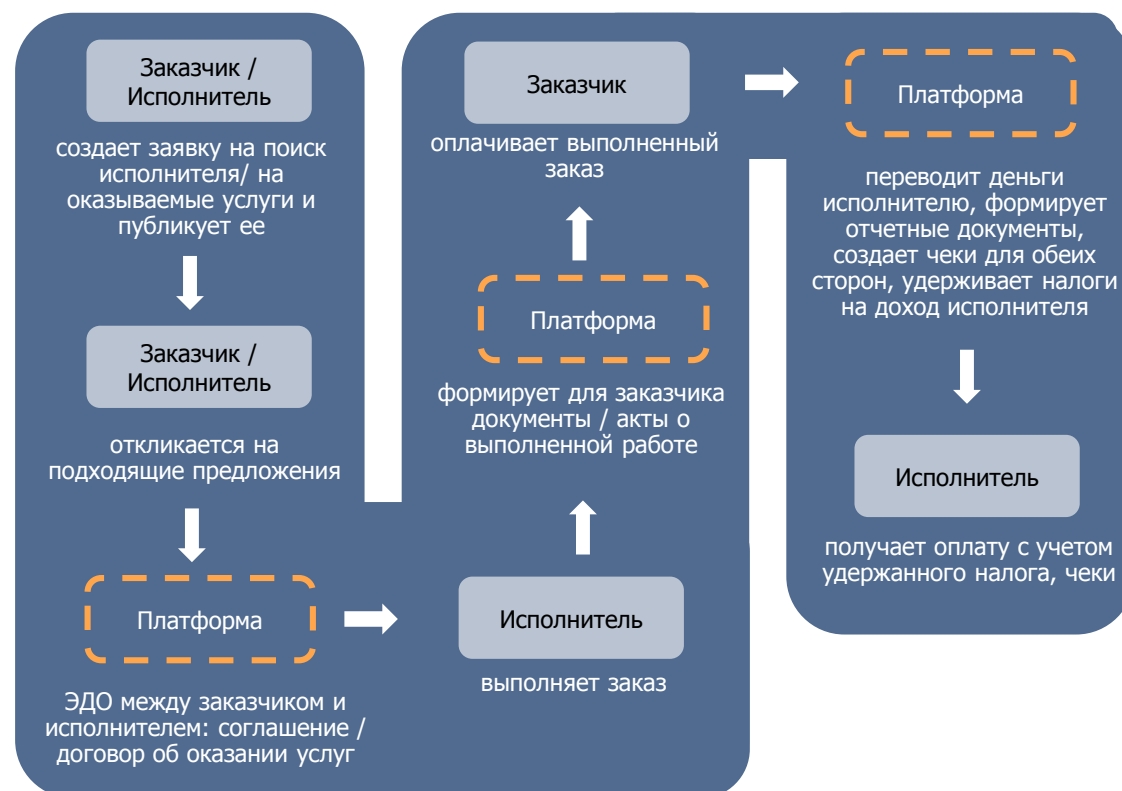 Заказчик /
Исполнитель
создает заявку на поиск
исполнителя/ на
оказываемые услуги и
публикует ее
Заказчик /
Исполнитель
откликается на
подходящие предложения
Платформа
ЭДО между заказчиком и
исполнителем: соглашение /
договор об оказании услуг
Исполнитель
выполняет заказ
Платформа
формирует для заказчика
документы / акты о
выполненной работе
Заказчик
оплачивает выполненный
заказ
Платформа
переводит деньги
исполнителю, формирует
отчетные документы,
создает чеки для обеих
сторон, удерживает налоги
на доход исполнителя
Исполнитель
получает оплату с учетом
удержанного налога, чеки